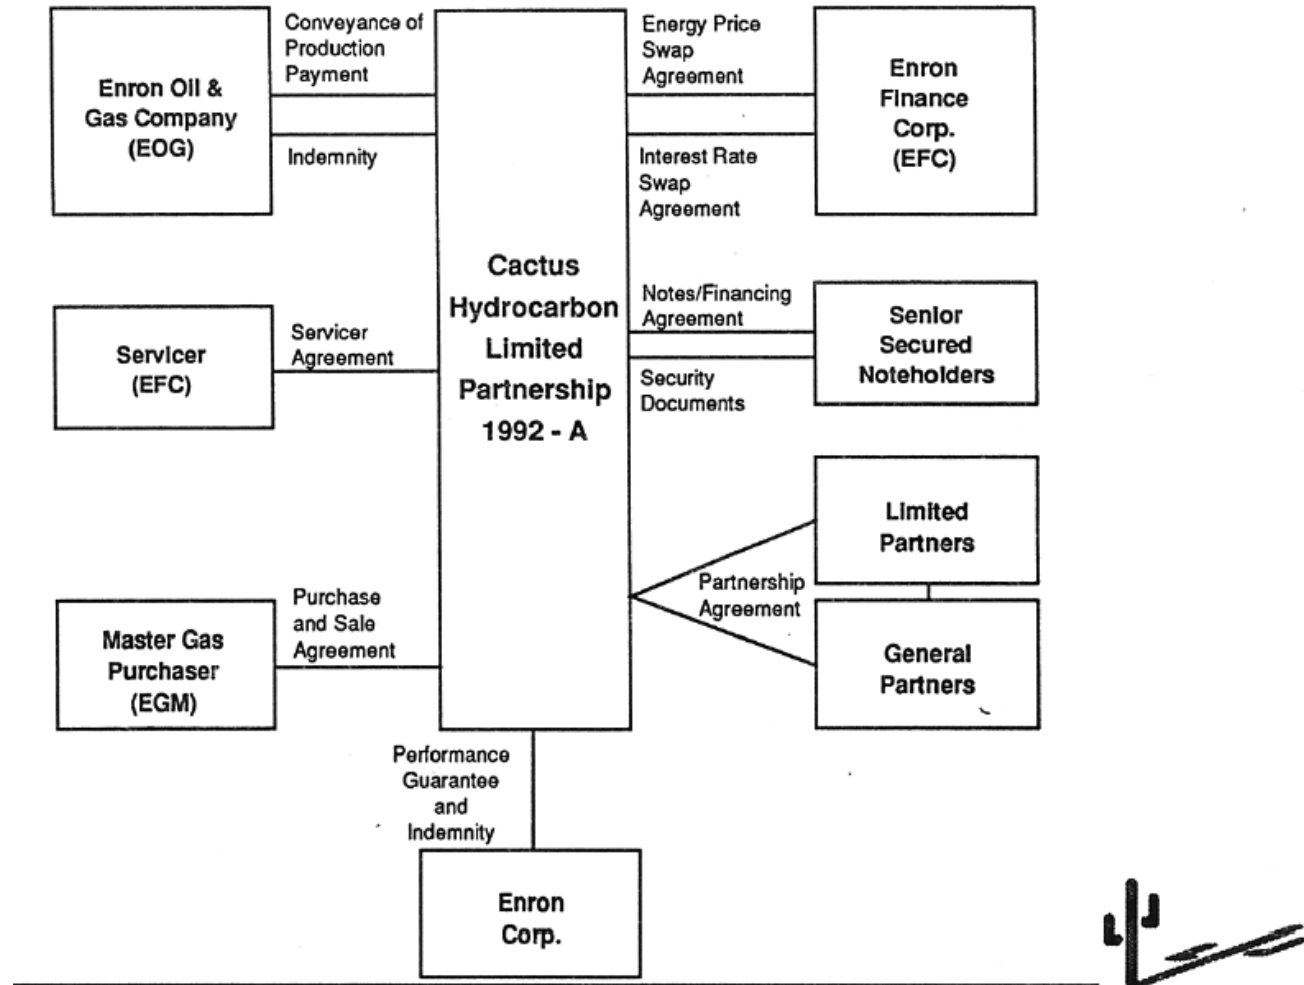 Conveyance of
Production
Payment
Enron Oil &
Gas Company
(EOG)
Indemnity
Energy Price
Swap
Agreement
Enron
Finance
Corp.
(EFC)
Interest Rate
Swap
Agreement
Cactus
Hydrocarbon
Limited
Partnership
1992 - A
Servicer
(EFC)
Servicer
Agreement
Notes/Financing
Agreement
Senior
Secured
Noteholders
Security
Documents
Limited
Partners
Partnership
Agreement
General
Partners
Purchase
and Sale
Agreement
Master Gas
Purchaser
(EGM)
Performance
Guarantee
and
Indemnity
Enron
Corp.